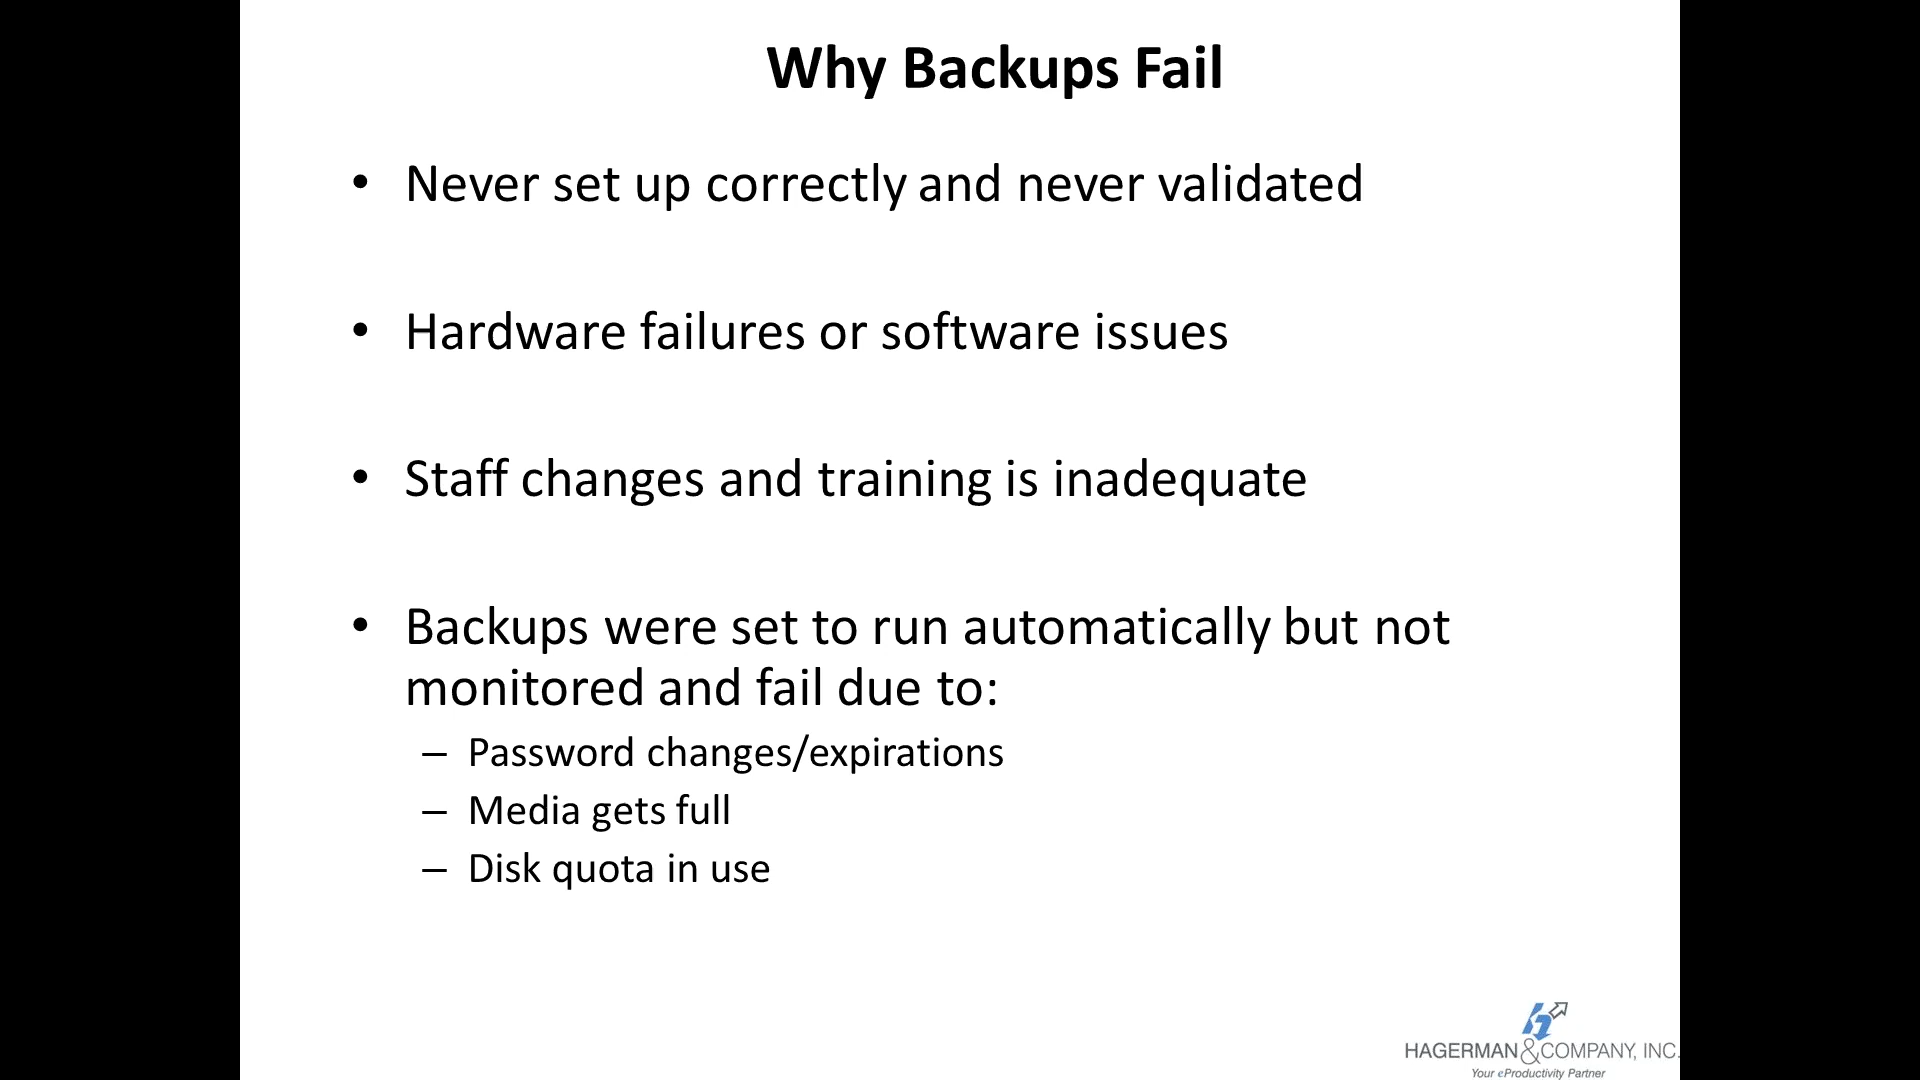 Why Backups Fail
• Never set up correctly and never validated
• Hardware failures or software issues
• Staff changes and training is inadequate
• Backups were set to run automatically but not
monitored and fail due to:
– Password changes/expirations
– Media gets full
– Disk quota in use
HAGERMAN&COMPANY, INC.
Your eProductivity Partner